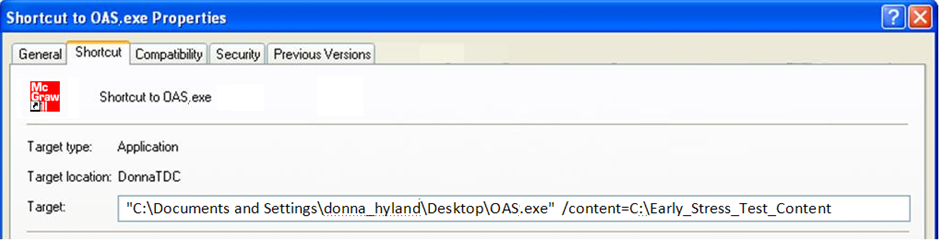 Shortcut to OAS.exe Properties
General Shortcut Compatibility Security Previous Versions
Mc
Graw
Hill
Shortcut to OAS.exe
Target type: Application
Target location: DonnaTDC
Target: "C:\Documents and Settings\donna_hyland\Desktop\OAS.exe" /content=C:\Early_Stress_Test_Content